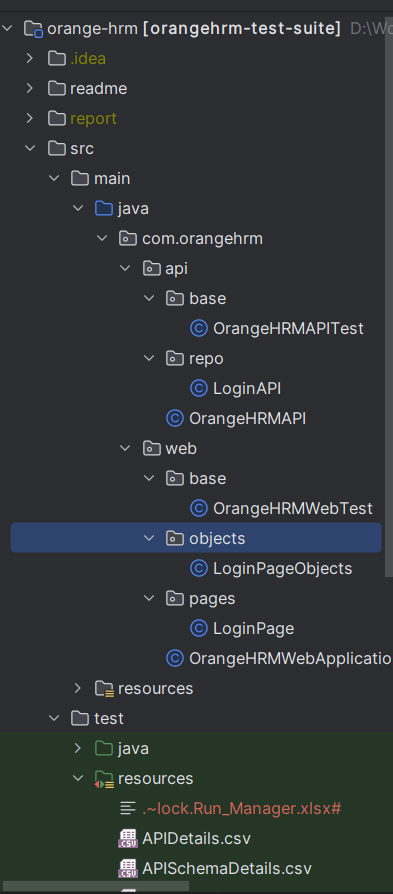 orange-hrm [orangehrm-test-suite] D:\Wo
.idea
readme
report
src
main
java
com.orangehrm
api
base
OrangeHRMAPITest
repo
LoginAPI
OrangeHRMAPI
web
base
OrangeHRMWebTest
objects
LoginPageObjects
pages
LoginPage
OrangeHRMWebApplicatio
resources
test
java
resources
.~lock.Run_Manager.xlsx#
APIDetails.csv
APISchemaDetails.csv